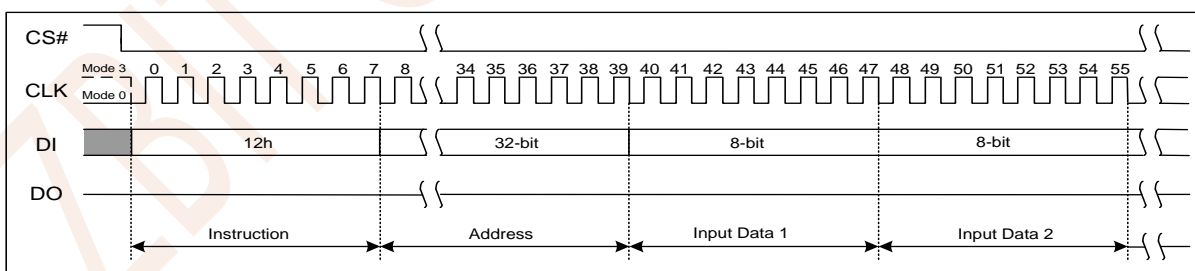 CS#
Mode 3 0 1 2 3 4 5 6 7 8 34 35 36 37 38 39 40 41 42 43 44 45 46 47 48 49 50 51 52 53 54 55
CLK
Mode 0
DI 12h 32-bit 8-bit 8-bit
DO
Instruction Address Input Data 1 Input Data 2
ZBIT